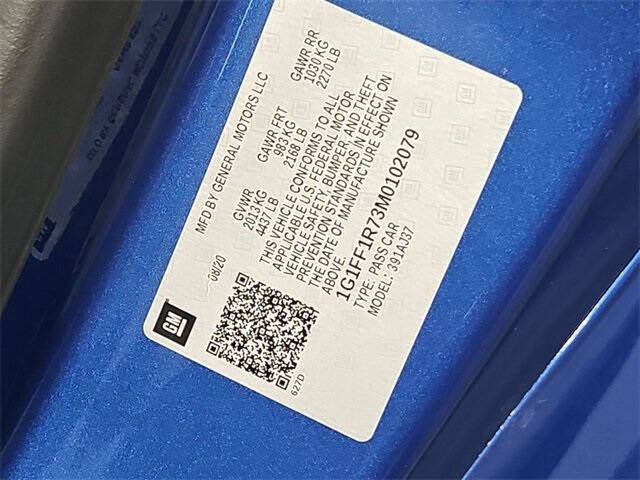 GM
08/20
MFD BY GENERAL MOTORS LLC
GVWR
2013 KG
4437 LB
GAWR FRT
983 KG
2168 LB
GAWR RR
1030 KG
2270 LB
THIS VEHICLE CONFORMS TO ALL
APPLICABLE U.S. FEDERAL MOTOR
VEHICLE SAFETY, BUMPER, AND THEFT
PREVENTION STANDARDS IN EFFECT ON
THE DATE OF MANUFACTURE SHOWN
ABOVE.
1G1FF1R73M0102079
TYPE: PASS CAR
MODEL: 391AJ37
627D